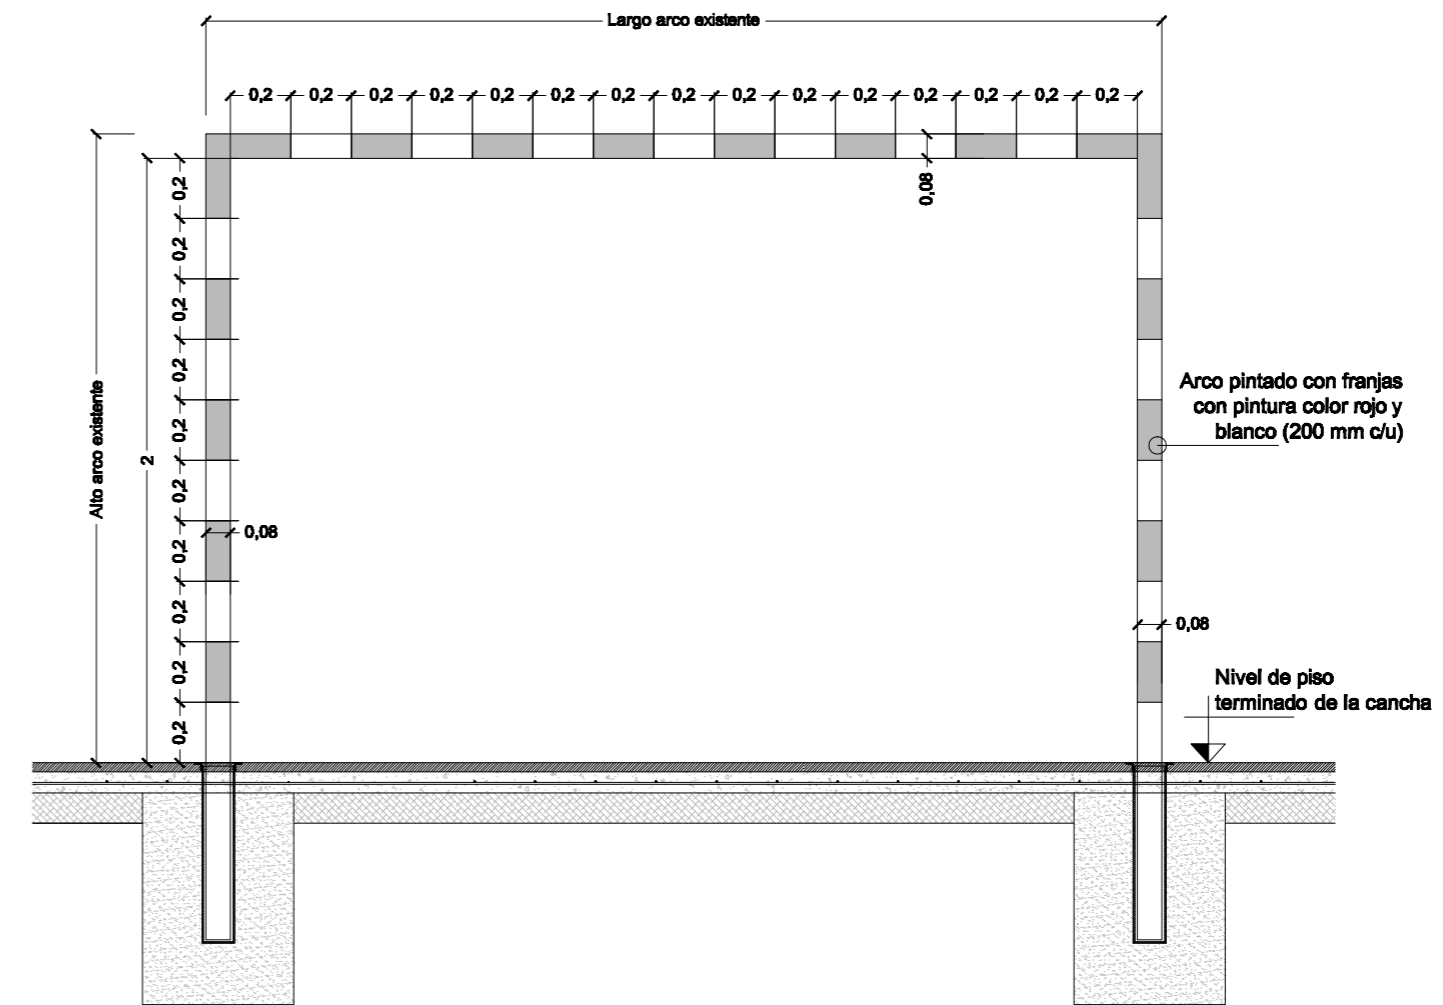 Largo arco existente
0,2 0,2 0,2 0,2 0,2 0,2 0,2 0,2 0,2 0,2 0,2 0,2 0,2 0,2 0,2
0,08
Alto arco existente
2
0,2
0,2
0,2
0,2
0,2
0,2
0,2
0,2
0,2
0,2
0,08
Arco pintado con franjas
con pintura color rojo y
blanco (200 mm c/u)
0,08
Nivel de piso
terminado de la cancha